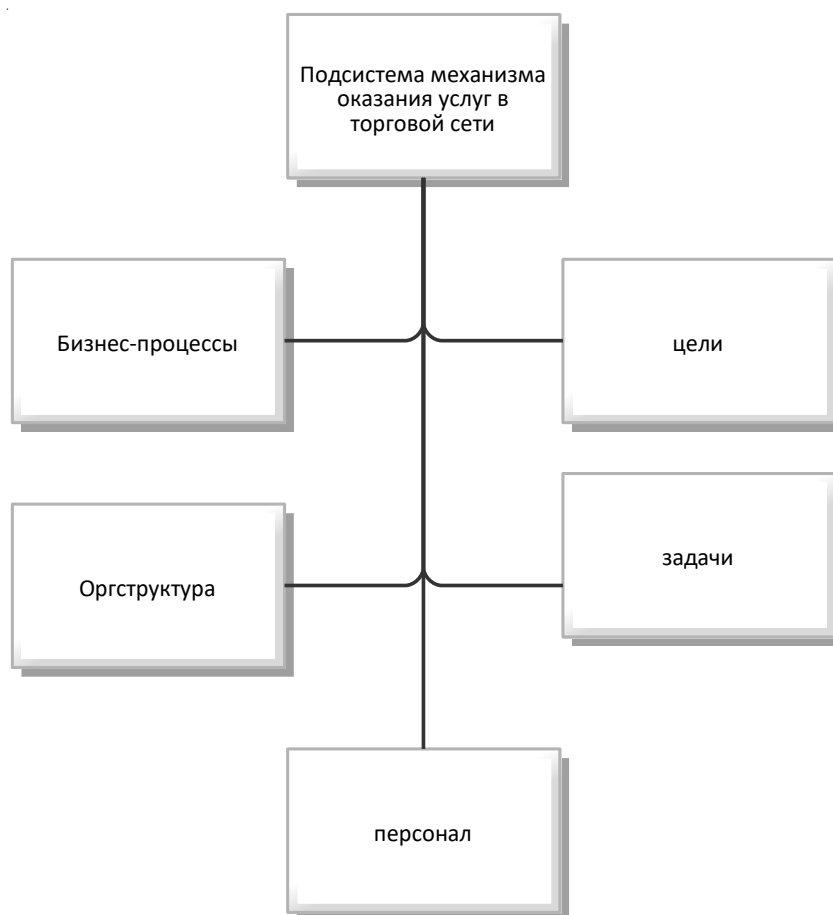 Подсистема механизма
оказания услуг в
торговой сети
Бизнес-процессы
цели
Оргструктура
задачи
персонал